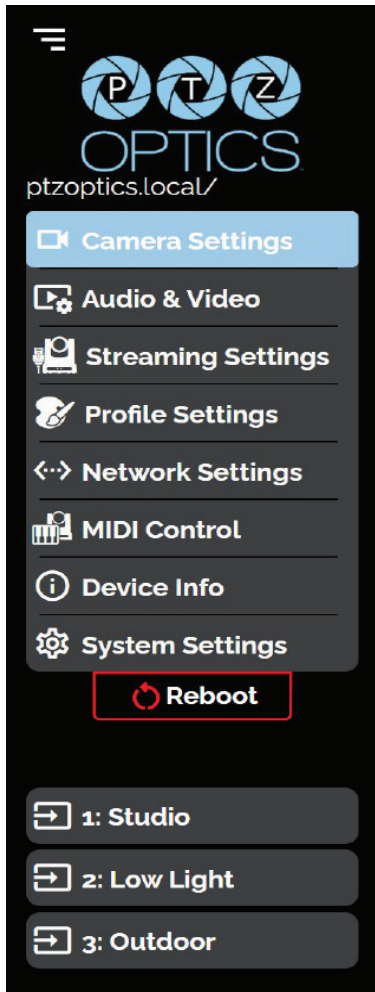 PTZ
OPTICS
ptzoptics.local/
Camera Settings
Audio & Video
Streaming Settings
Profile Settings
Network Settings
MIDI Control
Device Info
System Settings
Reboot
1: Studio
2: Low Light
3: Outdoor